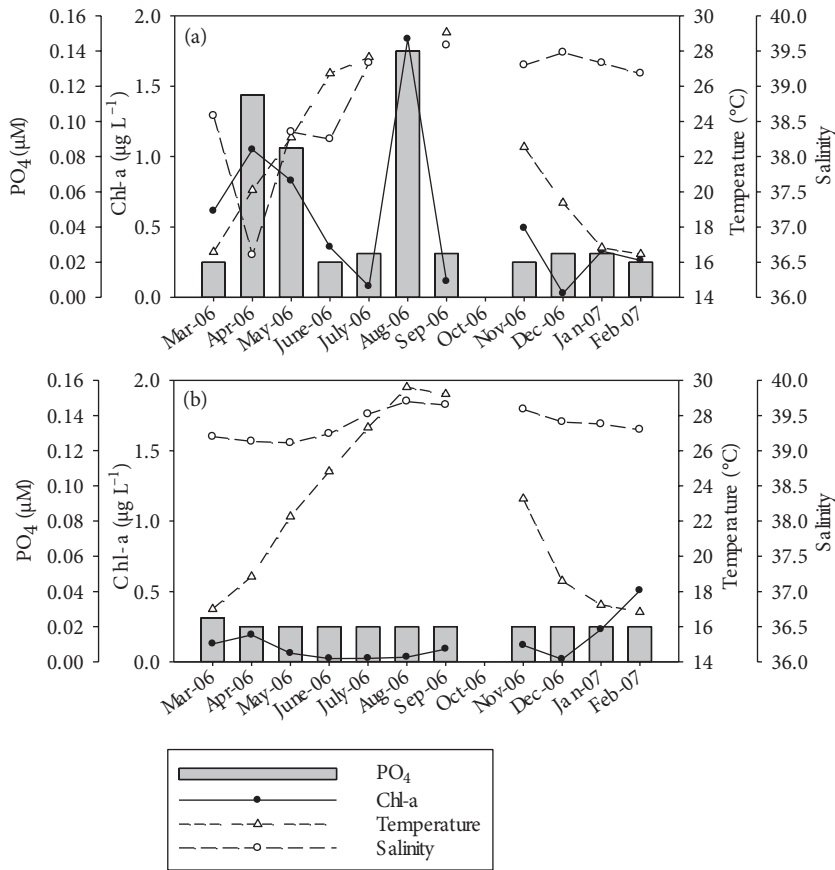 (a)
PO4 (μM)
0.16
0.14
0.12
0.10
0.08
0.06
0.04
0.02
0.00
Chl-a (μg L−1)
2.0
1.5
1.0
0.5
0.0
Temperature (°C)
30
28
26
24
22
20
18
16
14
Salinity
40.0
39.5
39.0
38.5
38.0
37.5
37.0
36.5
36.0
Mar-06
Apr-06
May-06
June-06
July-06
Aug-06
Sep-06
Oct-06
Nov-06
Dec-06
Jan-07
Feb-07
(b)
PO4 (μM)
0.16
0.14
0.12
0.10
0.08
0.06
0.04
0.02
0.00
Chl-a (μg L−1)
2.0
1.5
1.0
0.5
0.0
Temperature (°C)
30
28
26
24
22
20
18
16
14
Salinity
40.0
39.5
39.0
38.5
38.0
37.5
37.0
36.5
36.0
Mar-06
Apr-06
May-06
June-06
July-06
Aug-06
Sep-06
Oct-06
Nov-06
Dec-06
Jan-07
Feb-07
PO4
Chl-a
Temperature
Salinity